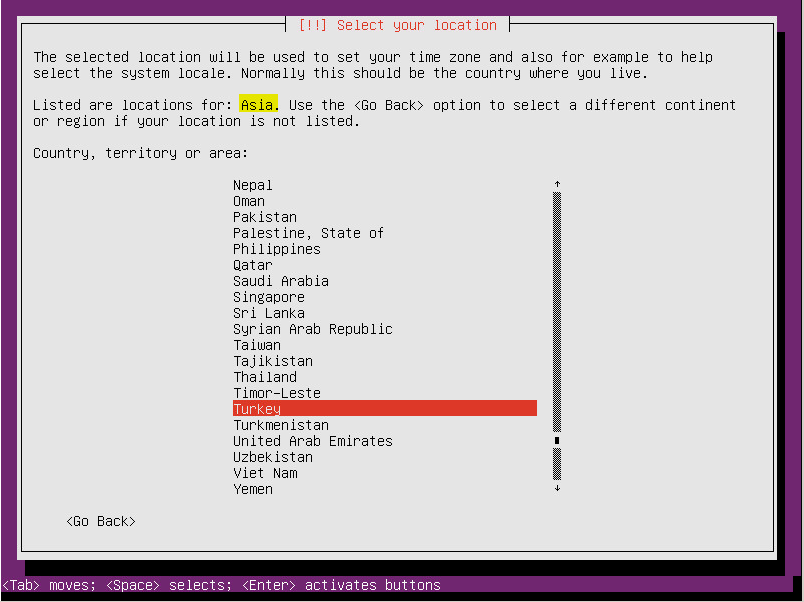 [!!] Select your location
The selected location will be used to set your time zone and also for example to help
select the system locale. Normally this should be the country where you live.
Listed are locations for: Asia. Use the <Go Back> option to select a different continent
or region if your location is not listed.
Country, territory or area:
Nepal ↑
Oman
Pakistan
Palestine, State of
Philippines
Qatar
Saudi Arabia
Singapore
Sri Lanka
Syrian Arab Republic
Taiwan
Tajikistan
Thailand
Timor-Leste
Turkey
Turkmenistan
United Arab Emirates
Uzbekistan
Viet Nam
Yemen ↓
<Go Back>
<Tab> moves; <Space> selects; <Enter> activates buttons